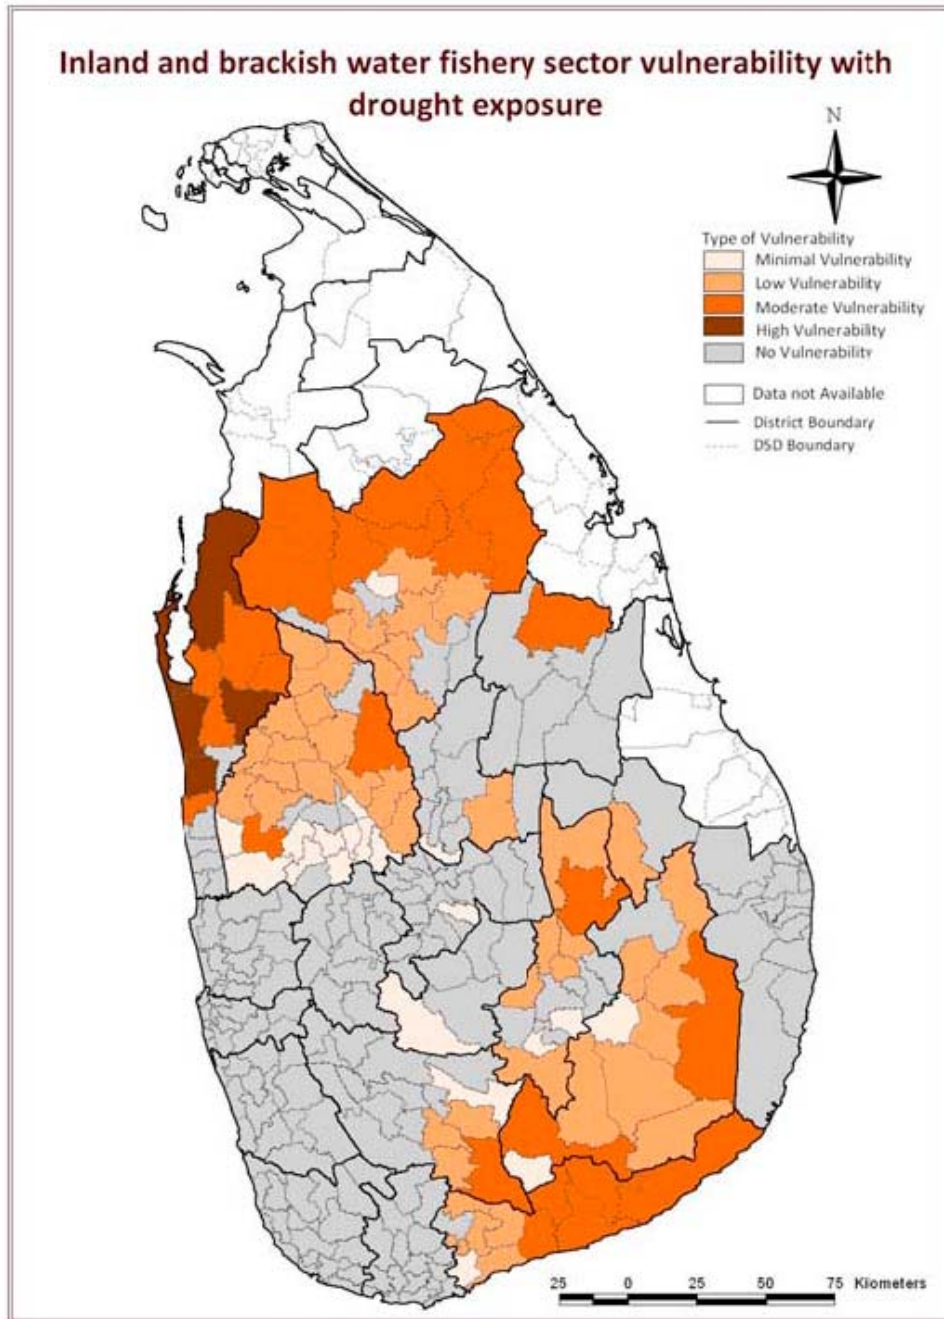 Inland and brackish water fishery sector vulnerability with
drought exposure
N
Type of Vulnerability
Minimal Vulnerability
Low Vulnerability
Moderate Vulnerability
High Vulnerability
No Vulnerability
Data not Available
District Boundary
DSD Boundary
25 0 25 50 75 Kilometers